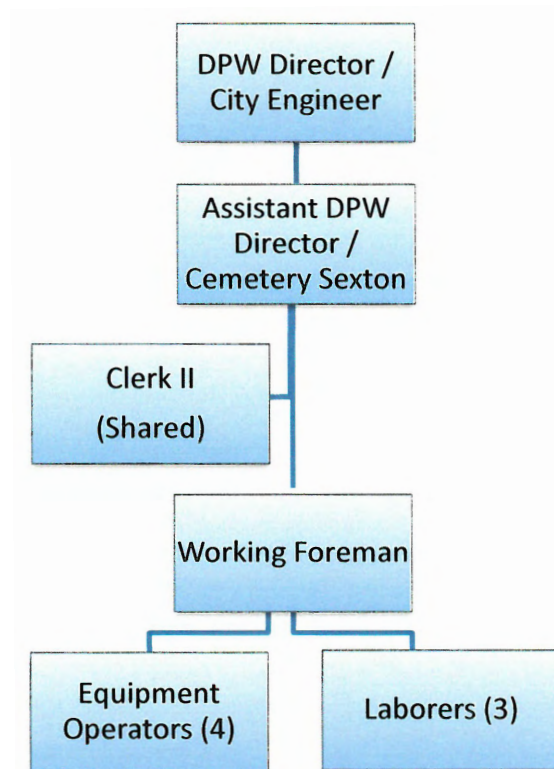 DPW Director /
City Engineer
Assistant DPW
Director /
Cemetery Sexton
Clerk II
(Shared)
Working Foreman
Equipment
Operators (4)
Laborers (3)